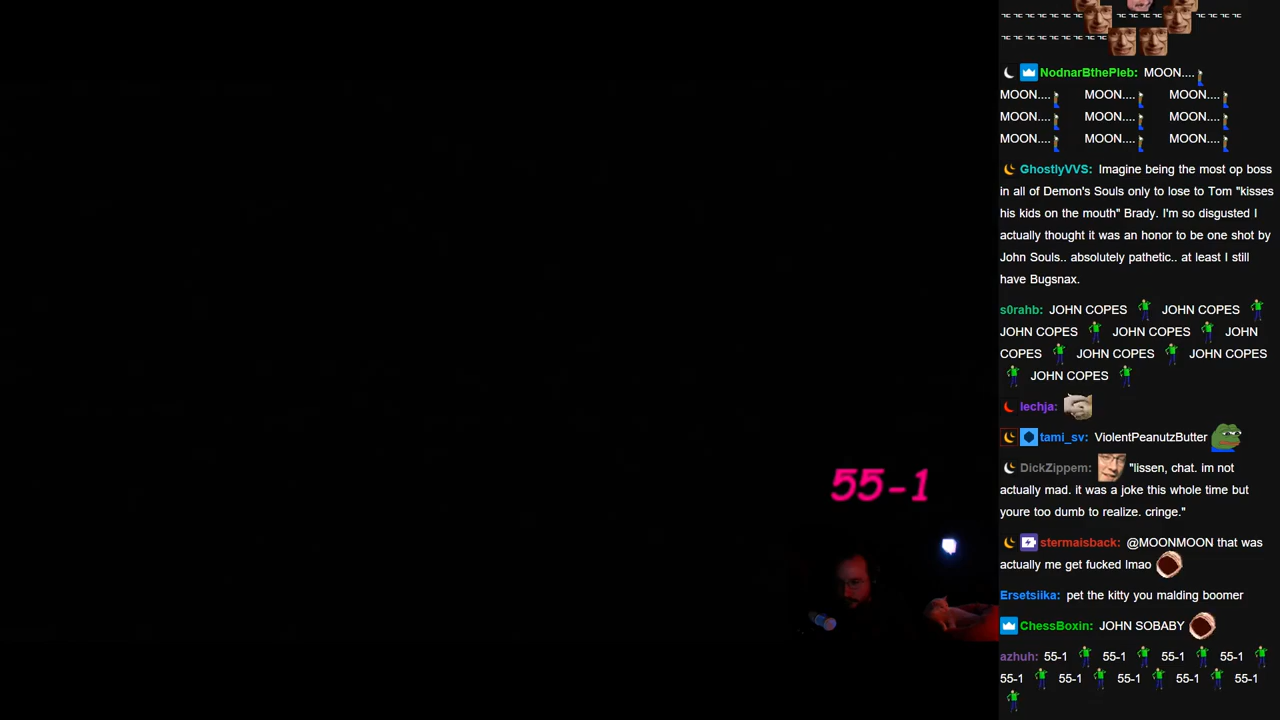 NodnarBthePleb: MOON....
MOON.... MOON.... MOON....
MOON.... MOON.... MOON....
MOON.... MOON.... MOON....
GhostlyVVS: Imagine being the most op boss
in all of Demon's Souls only to lose to Tom "kisses
his kids on the mouth" Brady. I'm so disgusted I
actually thought it was an honor to be one shot by
John Souls.. absolutely pathetic.. at least I still
have Bugsnax.
s0rahb: JOHN COPES JOHN COPES
JOHN COPES JOHN COPES JOHN
COPES JOHN COPES JOHN COPES
JOHN COPES
lechja:
tami_sv: ViolentPeanutzButter
DickZippem: "lissen, chat. im not
actually mad. it was a joke this whole time but
youre too dumb to realize. cringe."
55-1
stermaisback: @MOONMOON that was
actually me get fucked lmao
Ersetsiika: pet the kitty you malding boomer
ChessBoxin: JOHN SOBABY
azhuh: 55-1 55-1 55-1 55-1
55-1 55-1 55-1 55-1 55-1